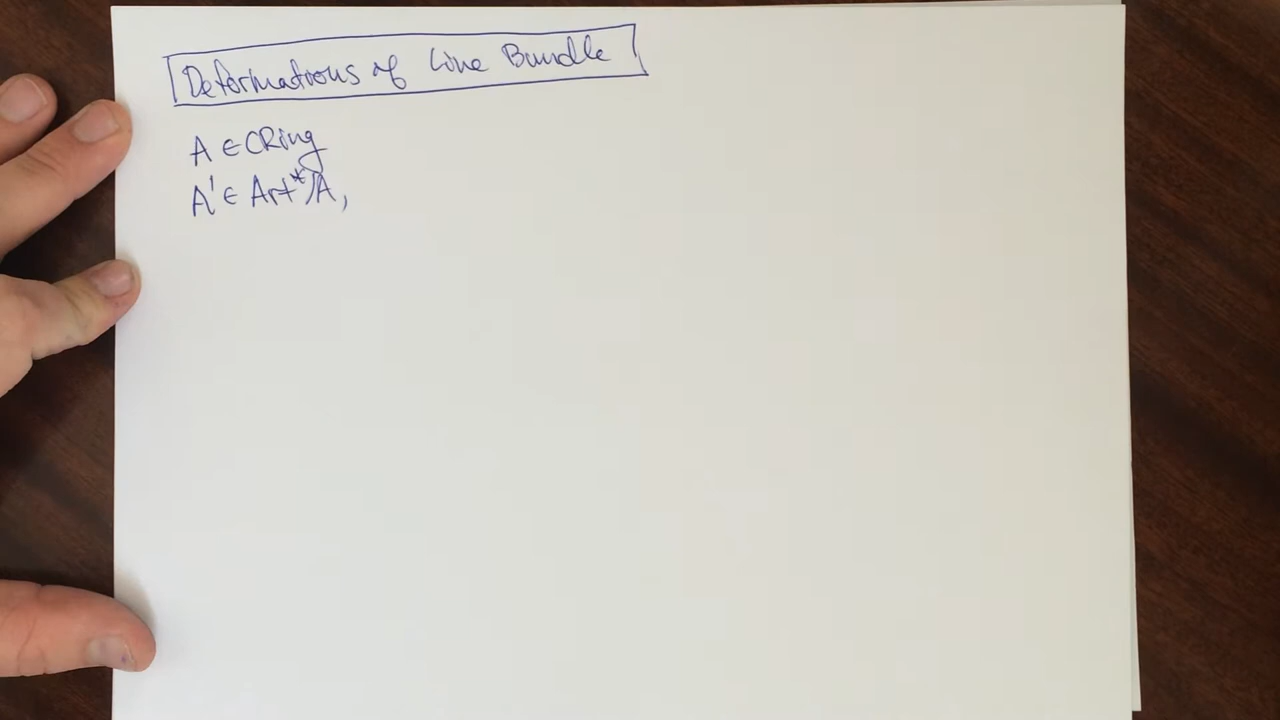 Deformations of Line Bundle
A ∈ CRing
A' ∈ Art*/A,